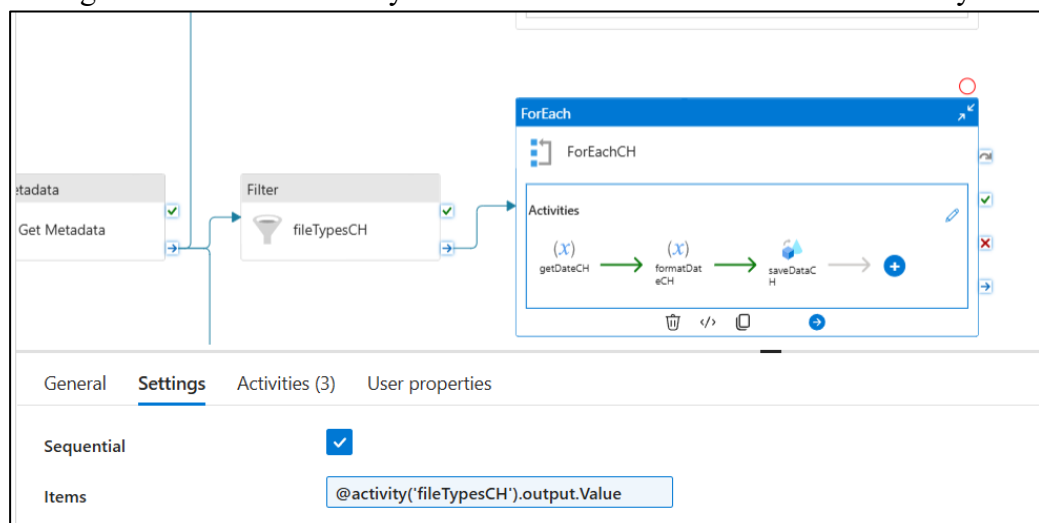 ForEach
ForEachCH
etadata
Get Metadata
Filter
fileTypesCH
Activities
(x)
getDateCH
(x)
formatDat
eCH
saveDataC
H
General Settings Activities (3) User properties
Sequential
Items @activity('fileTypesCH').output.Value